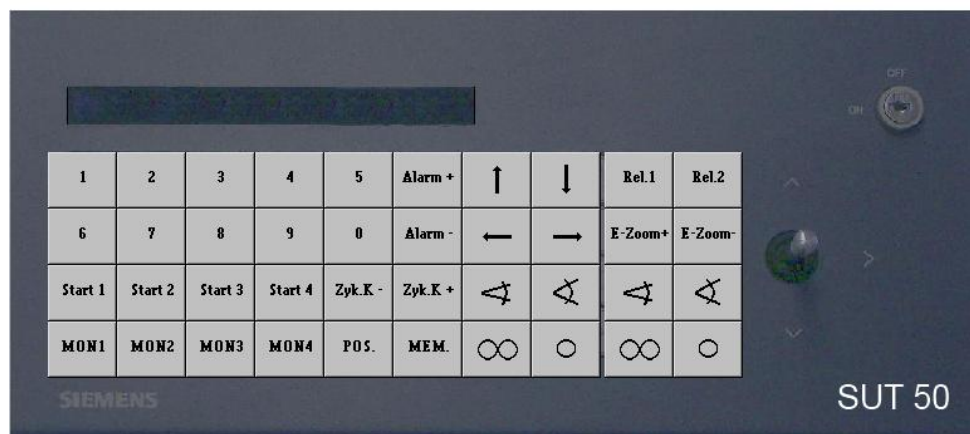 OFF
ON
1 2 3 4 5 Alarm + Rel.1 Rel.2
6 7 8 9 0 Alarm - E-Zoom+ E-Zoom-
Start 1 Start 2 Start 3 Start 4 Zyk.K - Zyk.K +
MON1 MON2 MON3 MON4 POS. MEM.
SIEMENS
SUT 50